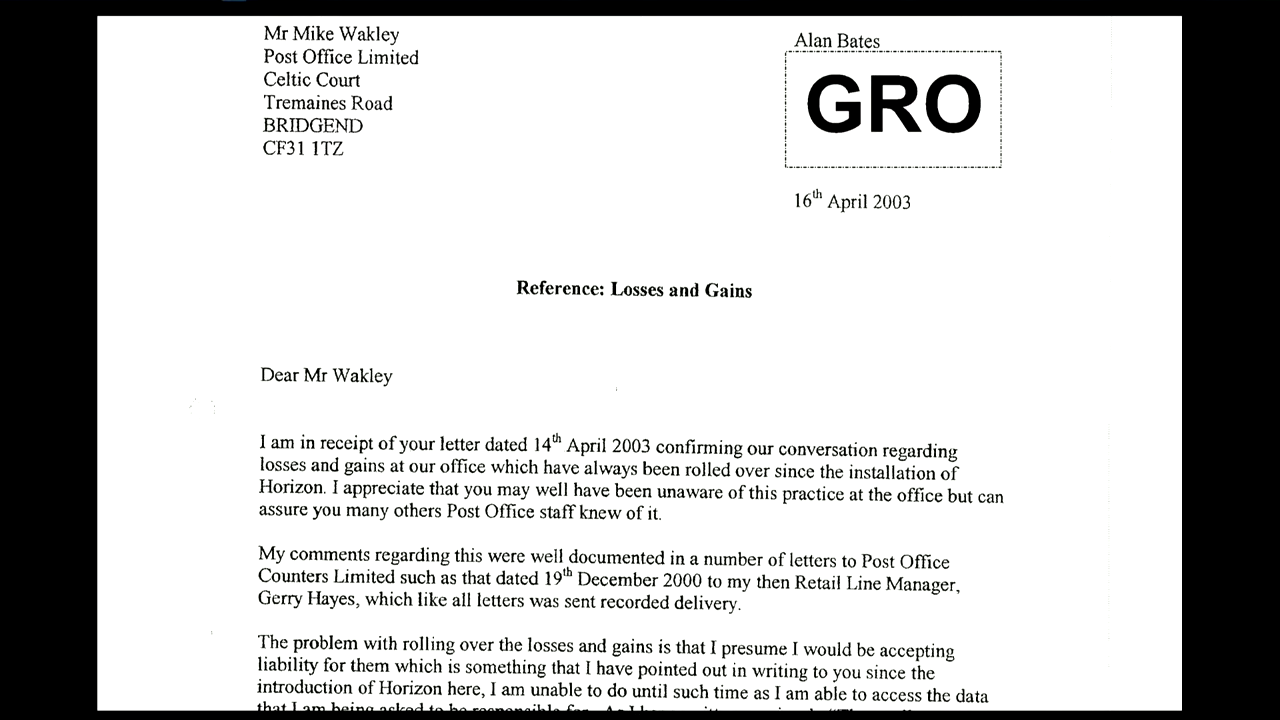 Mr Mike Wakley
Post Office Limited
Celtic Court
Tremaines Road
BRIDGEND
CF31 1TZ
Alan Bates
GRO
16th April 2003
Reference: Losses and Gains
Dear Mr Wakley
I am in receipt of your letter dated 14th April 2003 confirming our conversation regarding
losses and gains at our office which have always been rolled over since the installation of
Horizon. I appreciate that you may well have been unaware of this practice at the office but can
assure you many others Post Office staff knew of it.
My comments regarding this were well documented in a number of letters to Post Office
Counters Limited such as that dated 19th December 2000 to my then Retail Line Manager,
Gerry Hayes, which like all letters was sent recorded delivery.
The problem with rolling over the losses and gains is that I presume I would be accepting
liability for them which is something that I have pointed out in writing to you since the
introduction of Horizon here, I am unable to do until such time as I am able to access the data
that I am being asked to be responsible for.